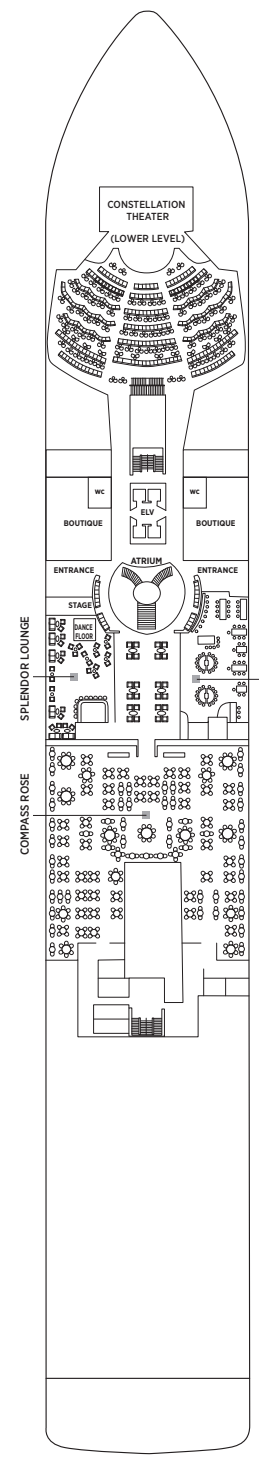 CONSTELLATION
THEATER
(LOWER LEVEL)
WC
WC
ELV
BOUTIQUE
BOUTIQUE
ATRIUM
ENTRANCE
ENTRANCE
STAGE
DANCE
FLOOR
SPLENDOR LOUNGE
COMPASS ROSE